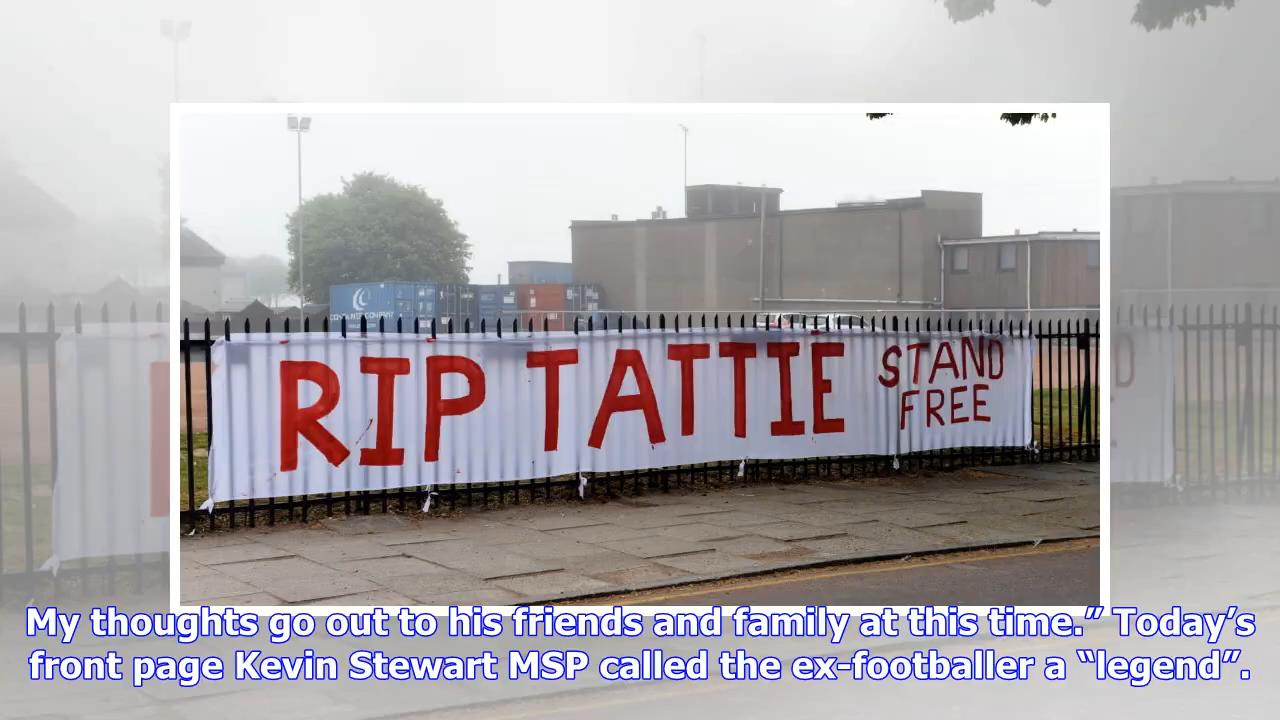 RIP TATTIE STAND
FREE
My thoughts go out to his friends and family at this time.” Today’s
front page Kevin Stewart MSP called the ex-footballer a “legend”.